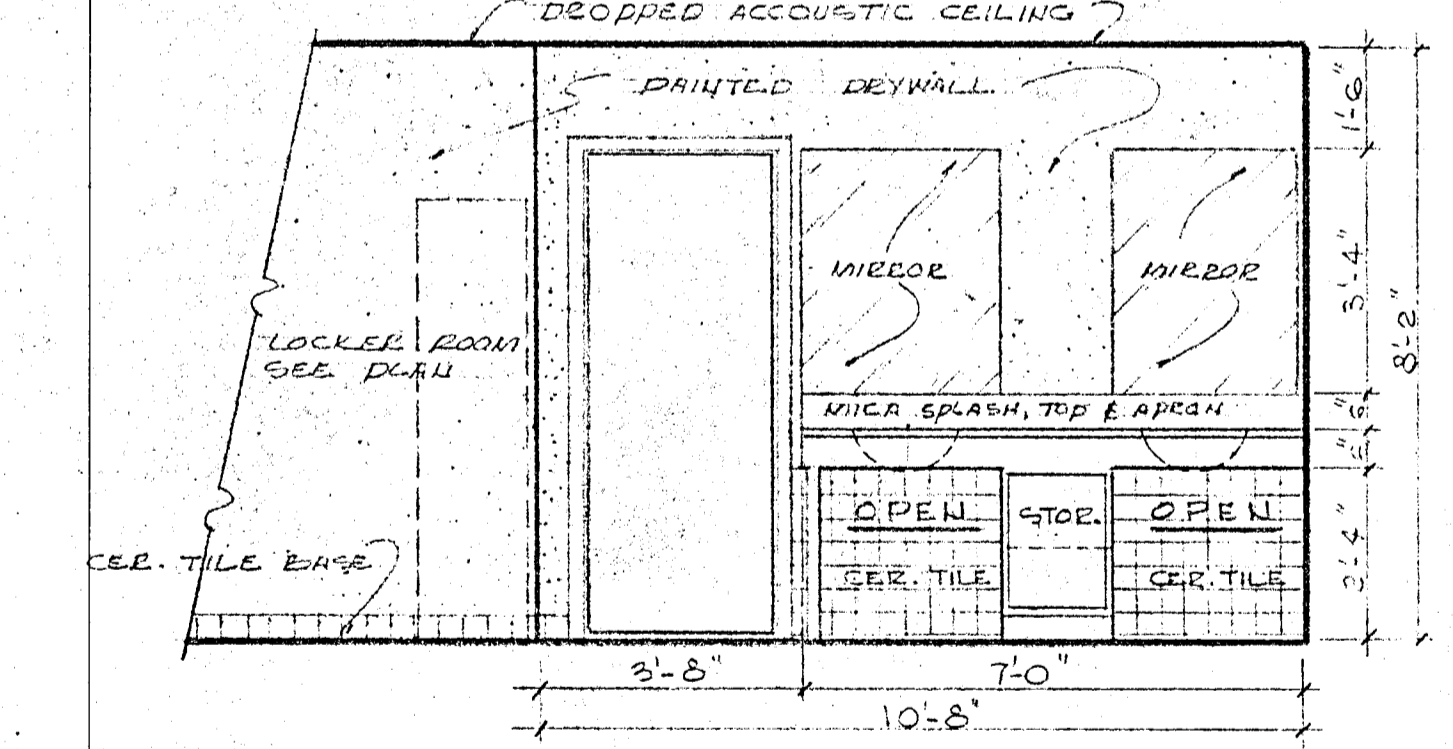 DROPPED ACCOUSTIC CEILING
PAINTED DRYWALL
1'-6"
MIRROR
MIRROR
3'-4"
8'-2"
LOCKER ROOM
SEE PLAN
MICA SPLASH, TOP & APRON
6"
6"
OPEN
STOR.
OPEN
2'-4"
CER. TILE BASE
CER. TILE
CER. TILE
3'-8"
7'-0"
10'-8"